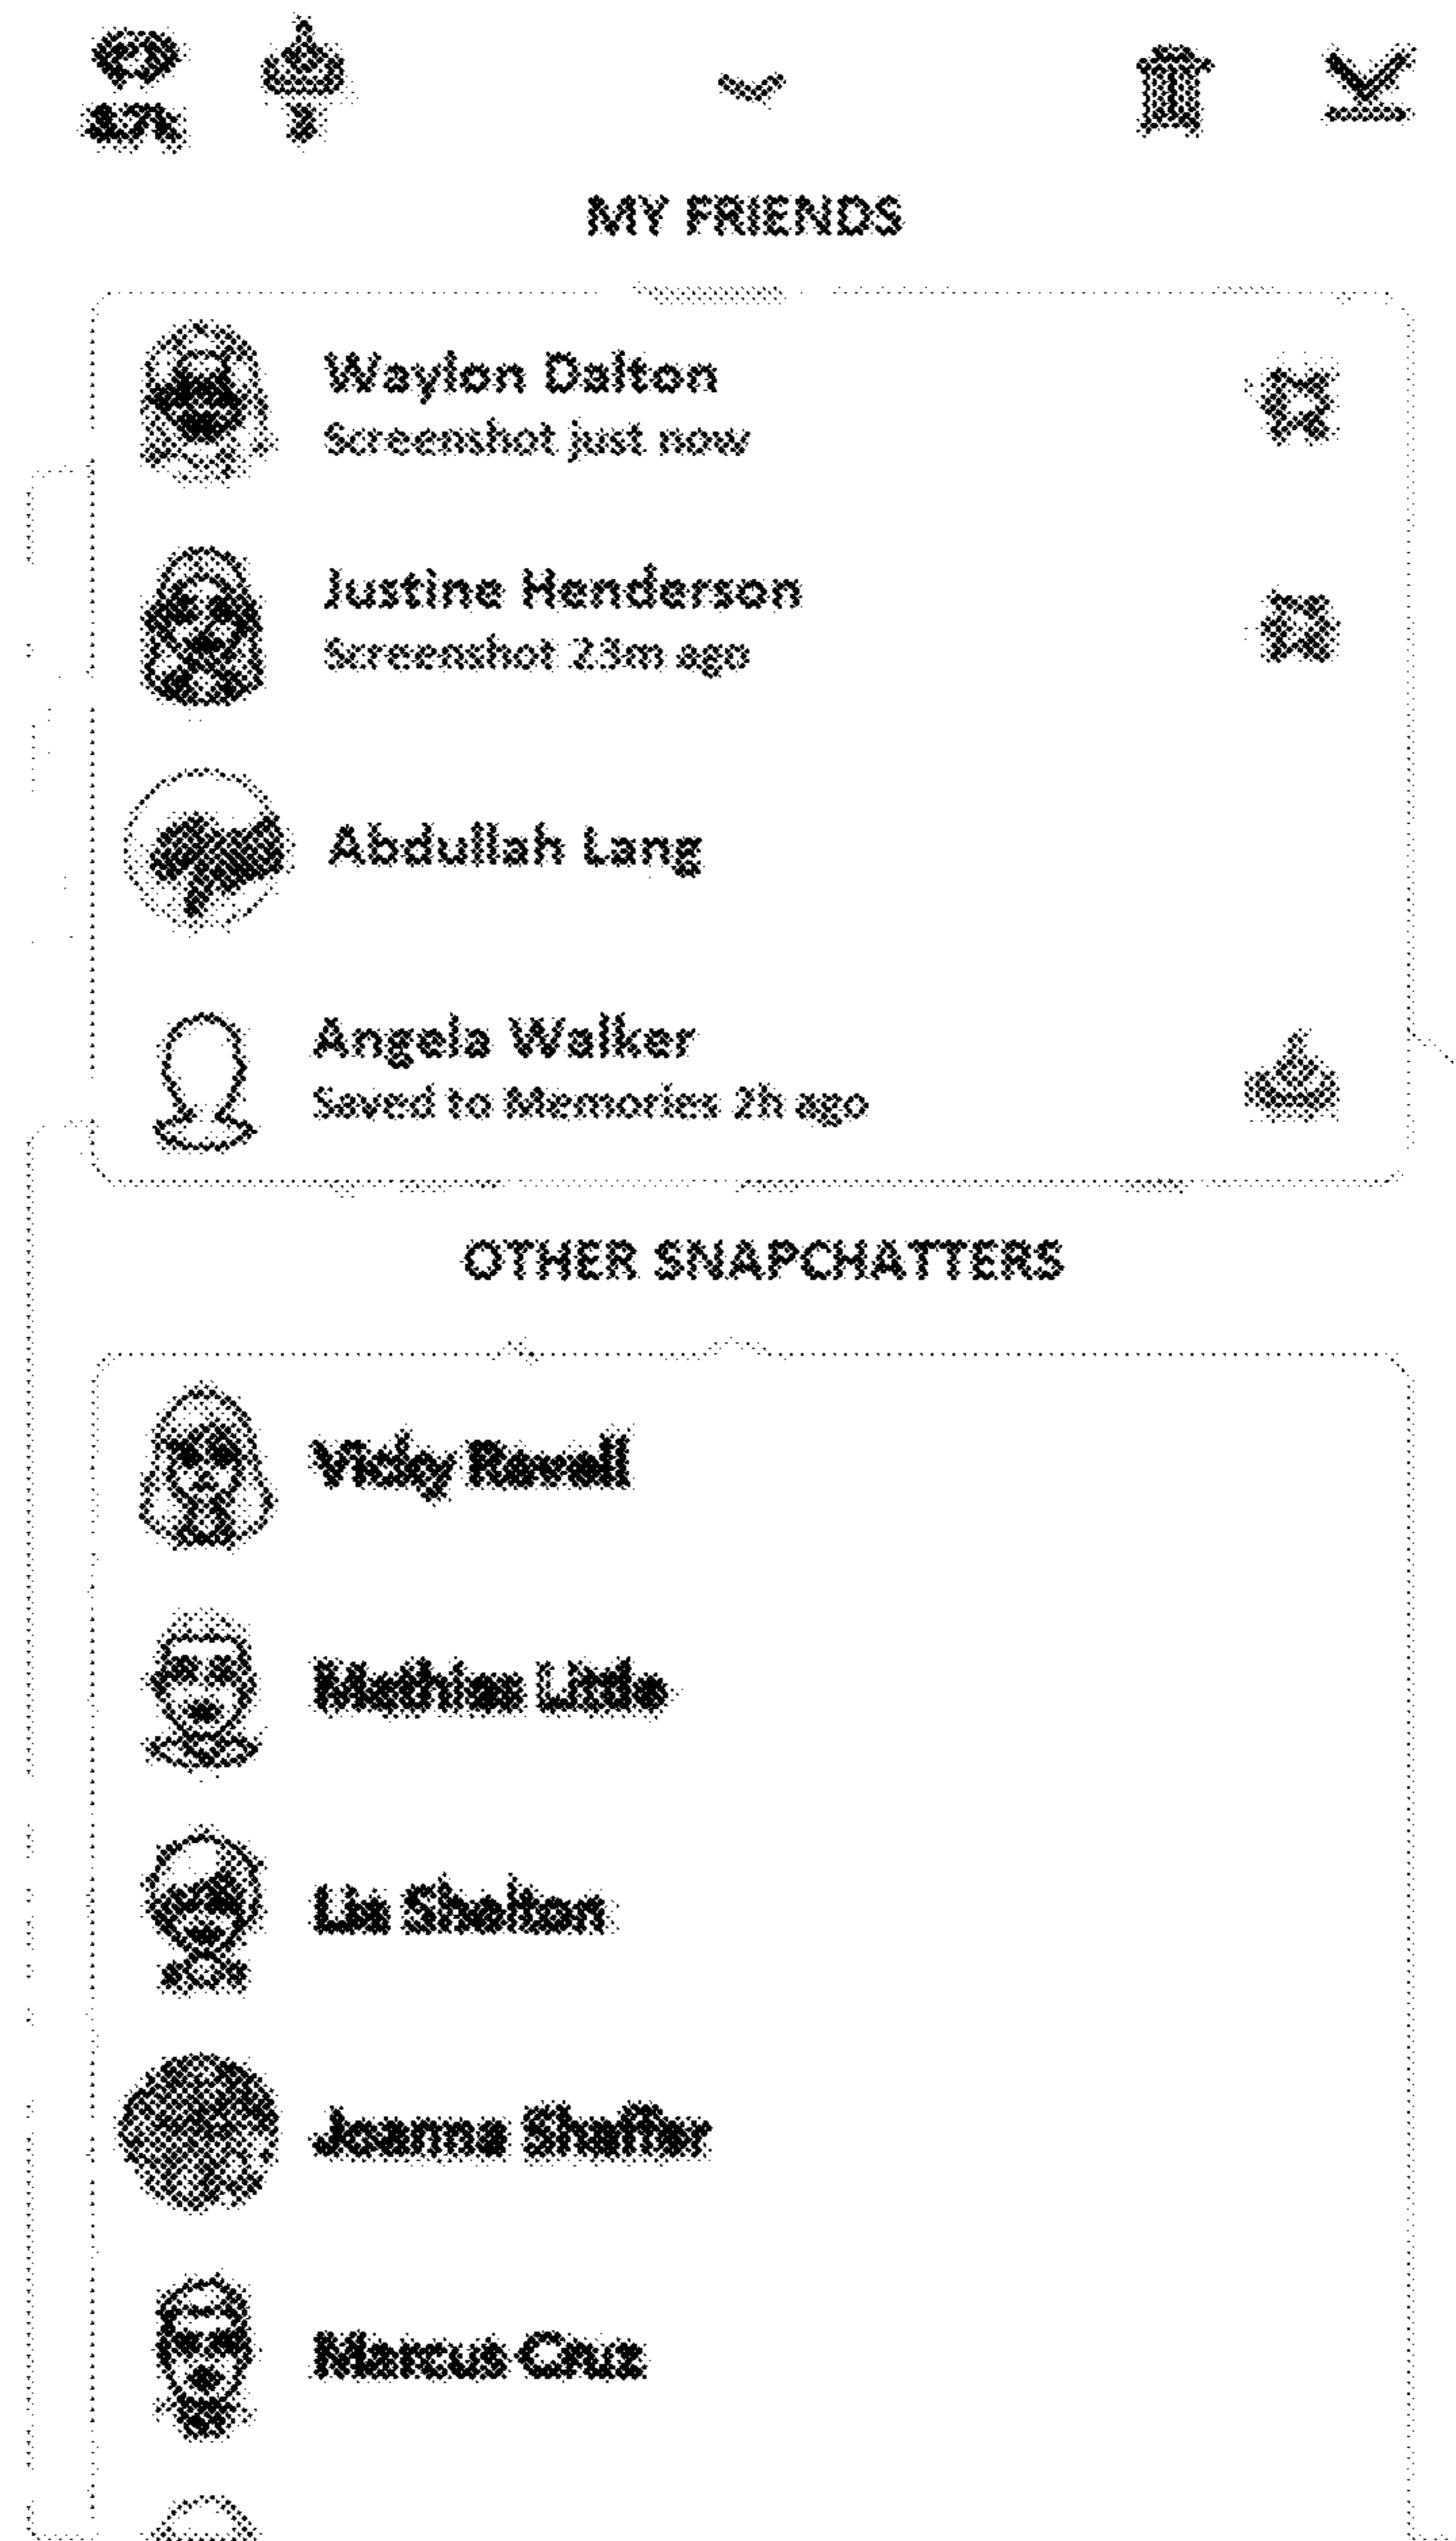 MY FRIENDS
Waylon Dalton
Screenshot just now
Justine Henderson
Screenshot 23m ago
Abdullah Lang
Angela Walker
Saved to Memories 2h ago
OTHER SNAPCHATTERS
Vicky Ravall
Mathias Little
Lia Shelton
Joanna Shaffer
Marcus Cruz